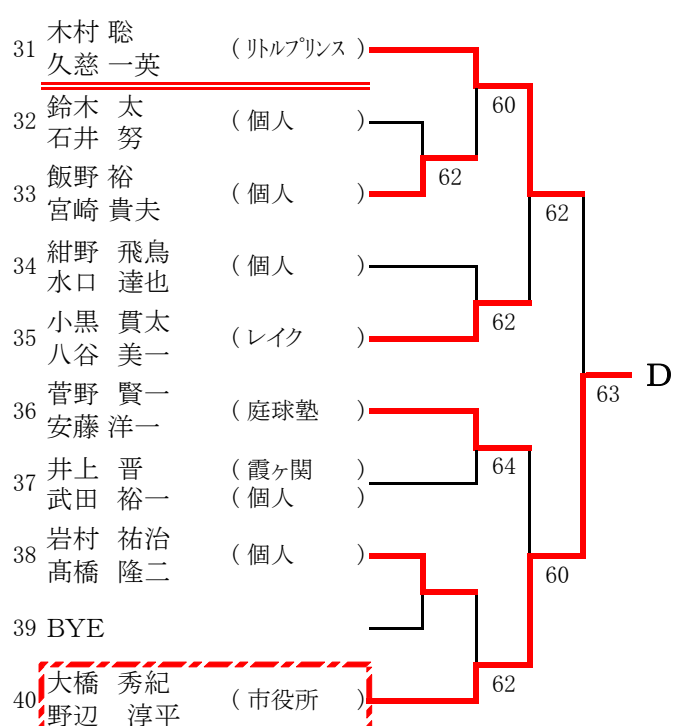 31 木村 聡 (リトルプリンス)
久慈 一英
60
32 鈴木 太 (個人)
石井 努
62
33 飯野 裕 (個人)
宮崎 貴夫
62
34 紺野 飛鳥 (個人)
水口 達也
62
35 小黒 貫太 (レイク)
八谷 美一
63 D
36 菅野 賢一 (庭球塾)
安藤 洋一
64
37 井上 晋 (霞ヶ関)
武田 裕一 (個人)
38 岩村 祐治 (個人)
髙橋 隆二
60
39 BYE
62
40 大橋 秀紀 (市役所)
野辺 淳平